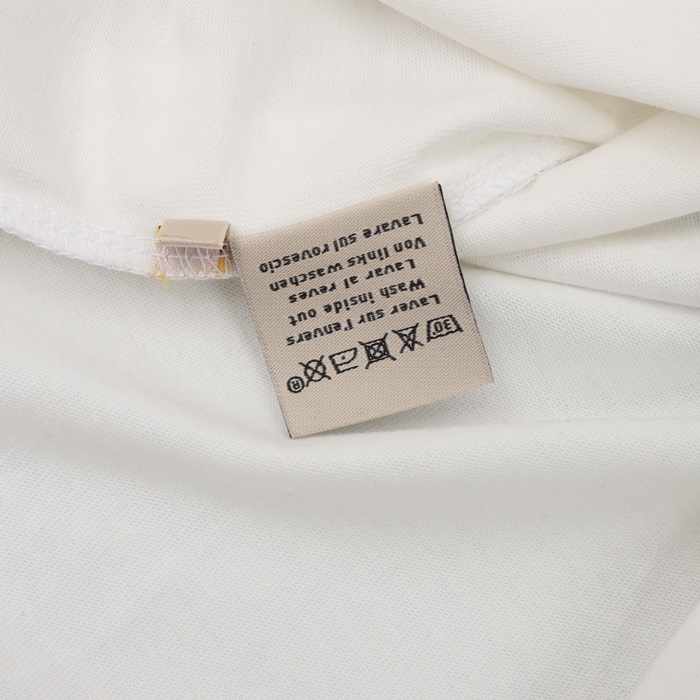 30°
®
Laver sur l'envers
Wash inside out
Lavar al reves
Von links waschen
Lavare sul rovescio